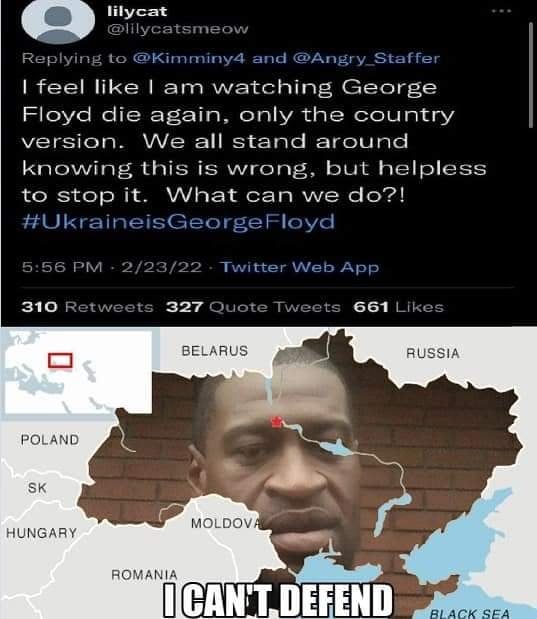 lilycat
@lilycatsmeow
...
Replying to @Kimminy4 and @Angry_Staffer
I feel like I am watching George
Floyd die again, only the country
version. We all stand around
knowing this is wrong, but helpless
to stop it. What can we do?!
#UkraineisGeorgeFloyd
5:56 PM · 2/23/22 · Twitter Web App
310 Retweets 327 Quote Tweets 661 Likes
BELARUS
RUSSIA
POLAND
SK
HUNGARY
MOLDOVA
ROMANIA
I CAN'T DEFEND
BLACK SEA